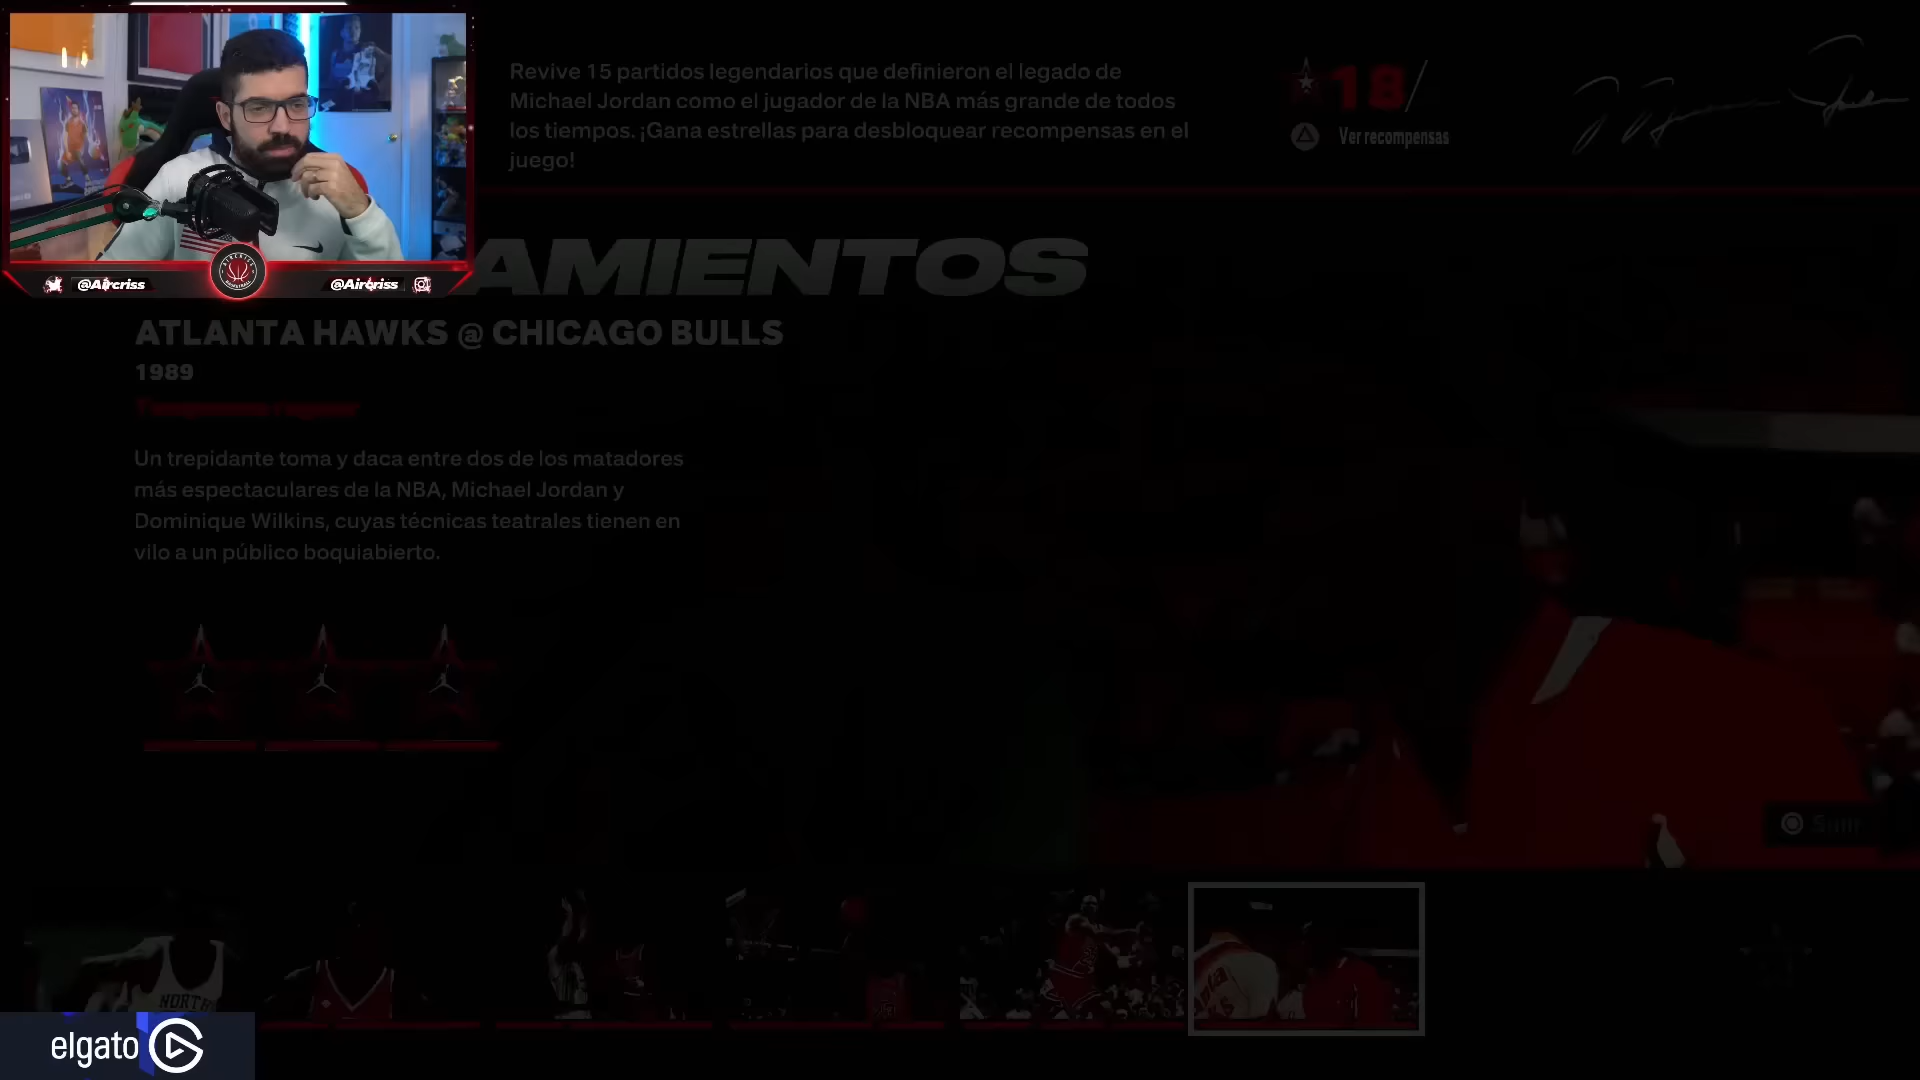 Revive 15 partidos legendarios que definieron el legado de
Michael Jordan como el jugador de la NBA más grande de todos
los tiempos. ¡Gana estrellas para desbloquear recompensas en el
juego!
18/
Ver recompensas
@Aircriss
@Aircriss
AMIENTOS
ATLANTA HAWKS @ CHICAGO BULLS
1989
Temporada regular
Un trepidante toma y daca entre dos de los matadores
más espectaculares de la NBA, Michael Jordan y
Dominique Wilkins, cuyas técnicas teatrales tienen en
vilo a un público boquiabierto.
NORTH
elgato